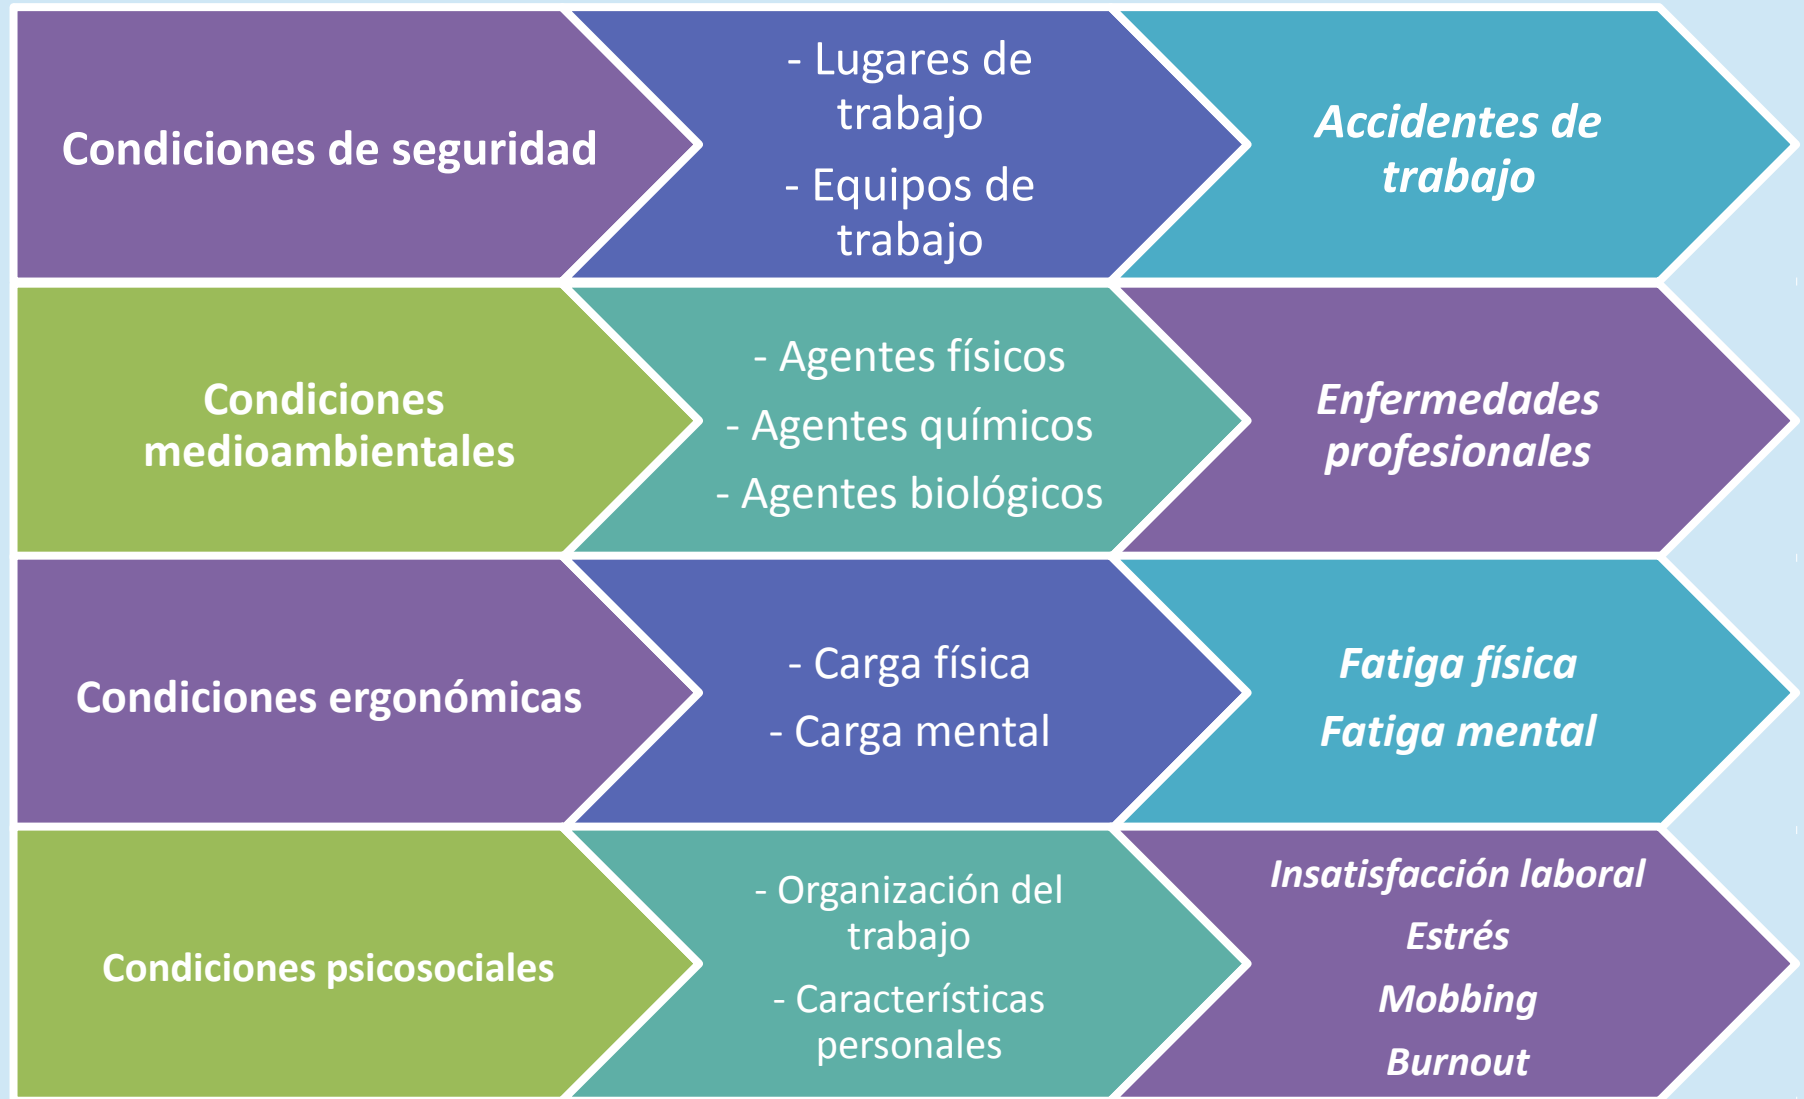 Condiciones de seguridad
- Lugares de
trabajo
- Equipos de
trabajo
Accidentes de
trabajo
Condiciones
medioambientales
- Agentes físicos
- Agentes químicos
- Agentes biológicos
Enfermedades
profesionales
Condiciones ergonómicas
- Carga física
- Carga mental
Fatiga física
Fatiga mental
Condiciones psicosociales
- Organización del
trabajo
- Características
personales
Insatisfacción laboral
Estrés
Mobbing
Burnout